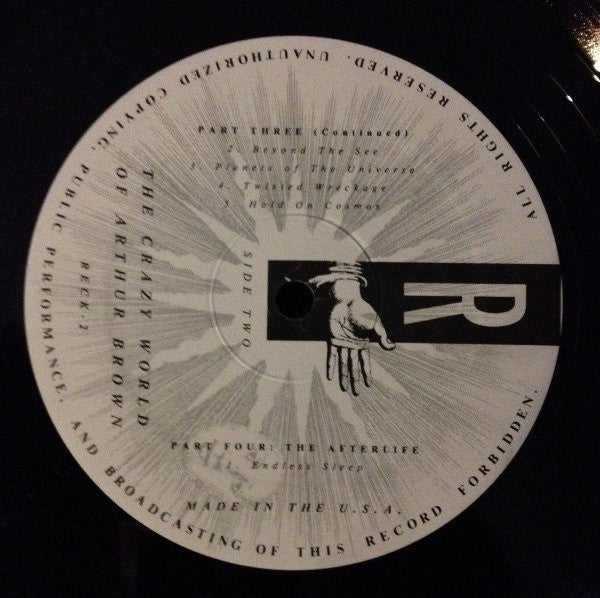 PART THREE (Continued)
2. Beyond The See
3. Planets of The Universe
4. Twisted Wreckage
5. Hold On Cosmos
SIDE TWO
R
THE CRAZY WORLD
OF ARTHUR BROWN
RECK-2
PART FOUR: THE AFTERLIFE
1. Endless Sleep
MADE IN THE U.S.A.
ALL RIGHTS RESERVED. UNAUTHORIZED COPYING, PUBLIC PERFORMANCE, AND BROADCASTING OF THIS RECORD FORBIDDEN.